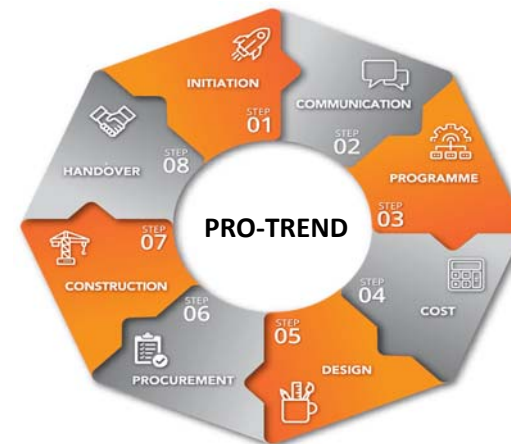 INITIATION
STEP
01
COMMUNICATION
STEP
02
PROGRAMME
STEP
03
COST
STEP
04
DESIGN
STEP
05
PROCUREMENT
STEP
06
CONSTRUCTION
STEP
07
HANDOVER
STEP
08
PRO-TREND